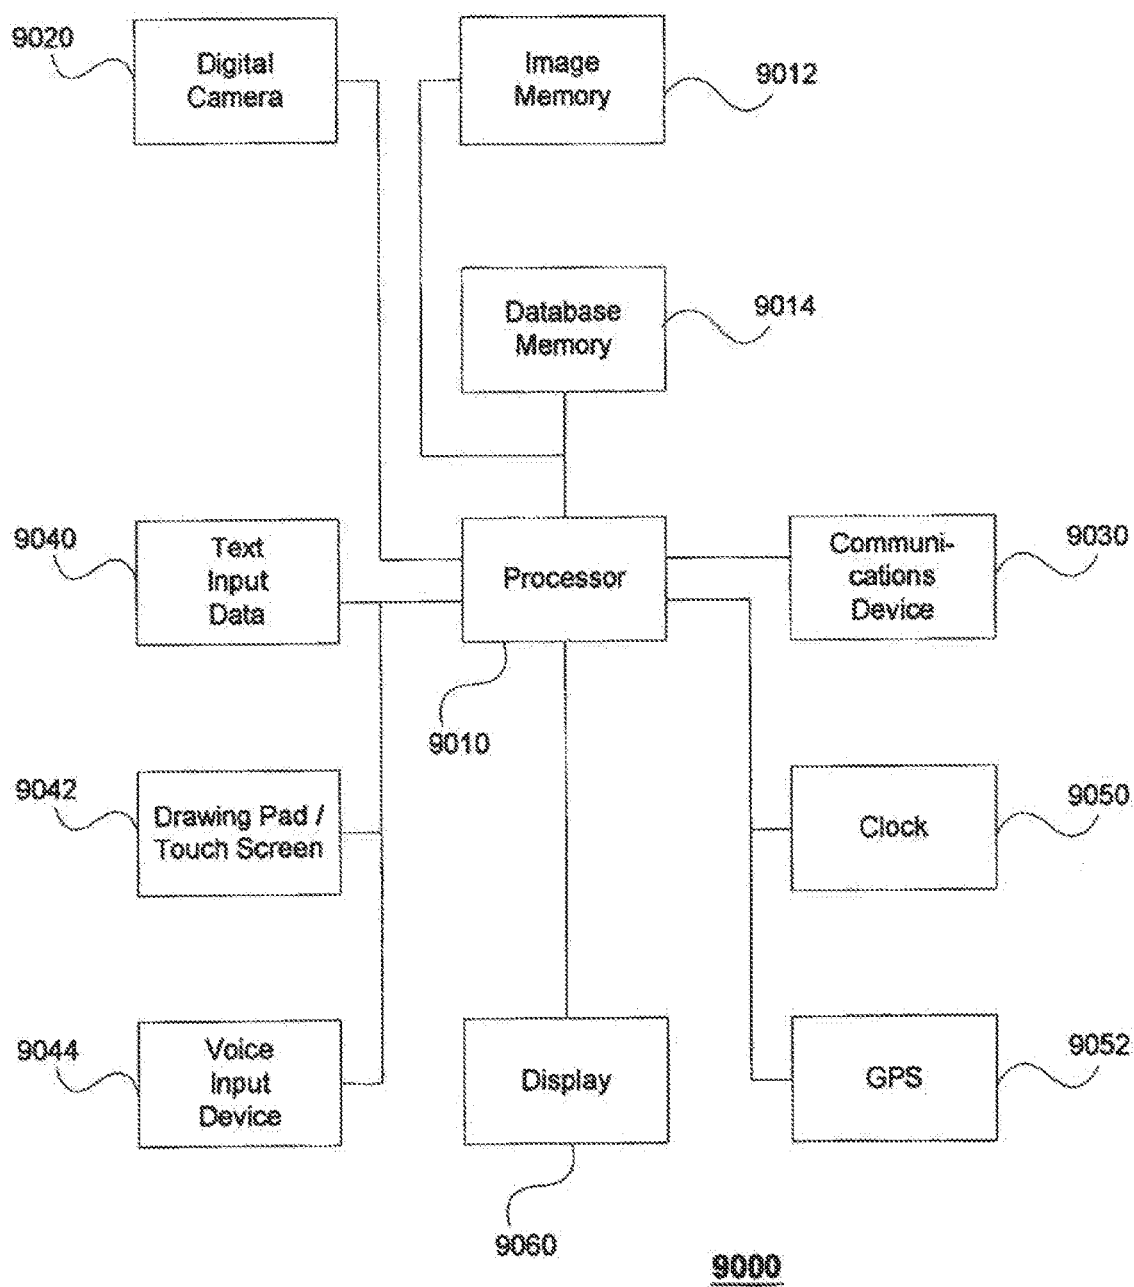 9020
Digital
Camera
Image
Memory
9012
Database
Memory
9014
9040
Text
Input
Data
Processor
9010
Communi-
cations
Device
9030
9042
Drawing Pad /
Touch Screen
Clock
9050
9044
Voice
Input
Device
Display
9060
GPS
9052
9000